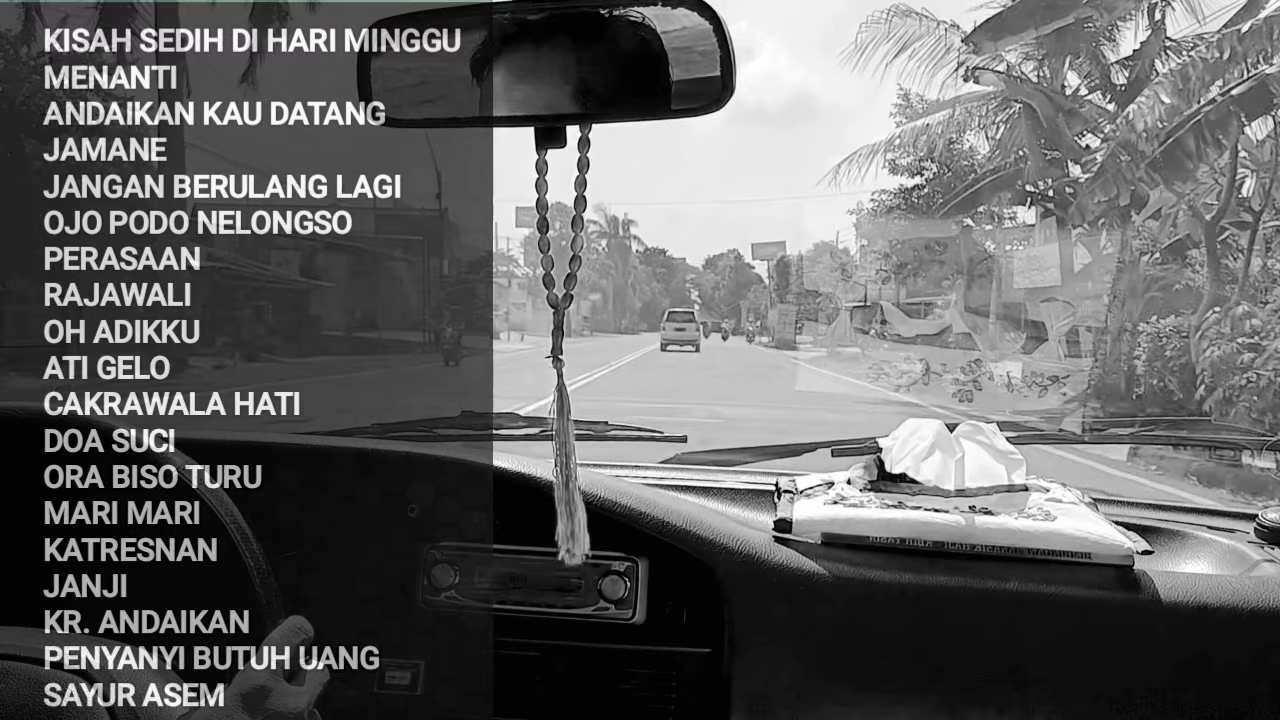 KISAH SEDIH DI HARI MINGGU
MENANTI
ANDAIKAN KAU DATANG
JAMANE
JANGAN BERULANG LAGI
OJO PODO NELONGSO
PERASAAN
RAJAWALI
OH ADIKKU
ATI GELO
CAKRAWALA HATI
DOA SUCI
ORA BISO TURU
MARI MARI
KATRESNAN
JANJI
KR. ANDAIKAN
PENYANYI BUTUH UANG
SAYUR ASEM